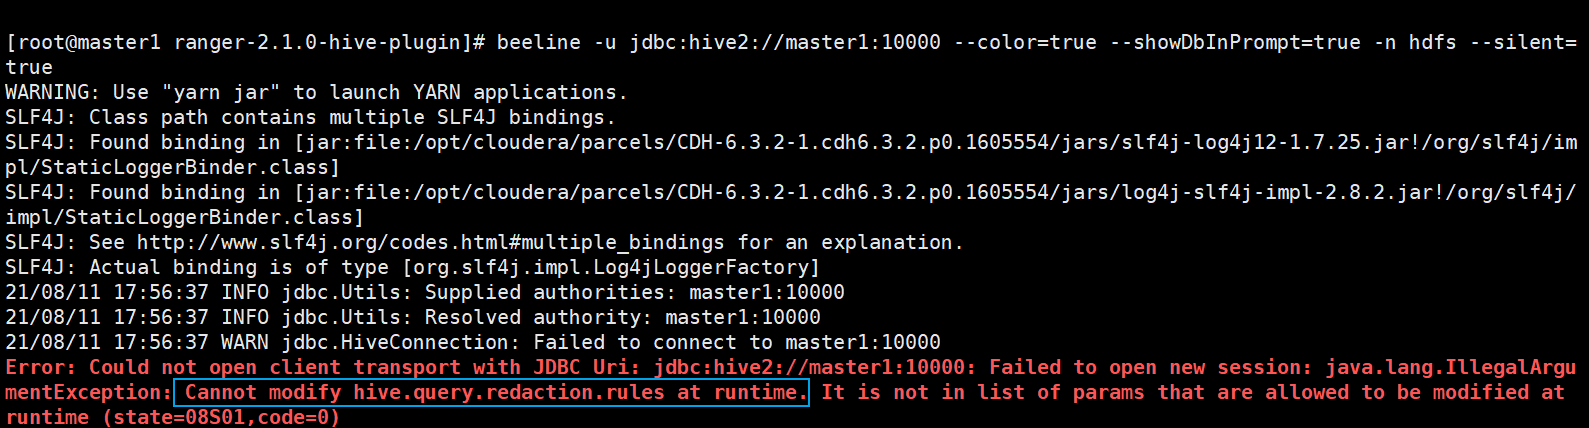 [root@master1 ranger-2.1.0-hive-plugin]# beeline -u jdbc:hive2://master1:10000 --color=true --showDbInPrompt=true -n hdfs --silent=
true
WARNING: Use "yarn jar" to launch YARN applications.
SLF4J: Class path contains multiple SLF4J bindings.
SLF4J: Found binding in [jar:file:/opt/cloudera/parcels/CDH-6.3.2-1.cdh6.3.2.p0.1605554/jars/slf4j-log4j12-1.7.25.jar!/org/slf4j/im
pl/StaticLoggerBinder.class]
SLF4J: Found binding in [jar:file:/opt/cloudera/parcels/CDH-6.3.2-1.cdh6.3.2.p0.1605554/jars/log4j-slf4j-impl-2.8.2.jar!/org/slf4j/
impl/StaticLoggerBinder.class]
SLF4J: See http://www.slf4j.org/codes.html#multiple_bindings for an explanation.
SLF4J: Actual binding is of type [org.slf4j.impl.Log4jLoggerFactory]
21/08/11 17:56:37 INFO jdbc.Utils: Supplied authorities: master1:10000
21/08/11 17:56:37 INFO jdbc.Utils: Resolved authority: master1:10000
21/08/11 17:56:37 WARN jdbc.HiveConnection: Failed to connect to master1:10000
Error: Could not open client transport with JDBC Uri: jdbc:hive2://master1:10000: Failed to open new session: java.lang.IllegalArgu
mentException: Cannot modify hive.query.redaction.rules at runtime. It is not in list of params that are allowed to be modified at
runtime (state=08S01,code=0)